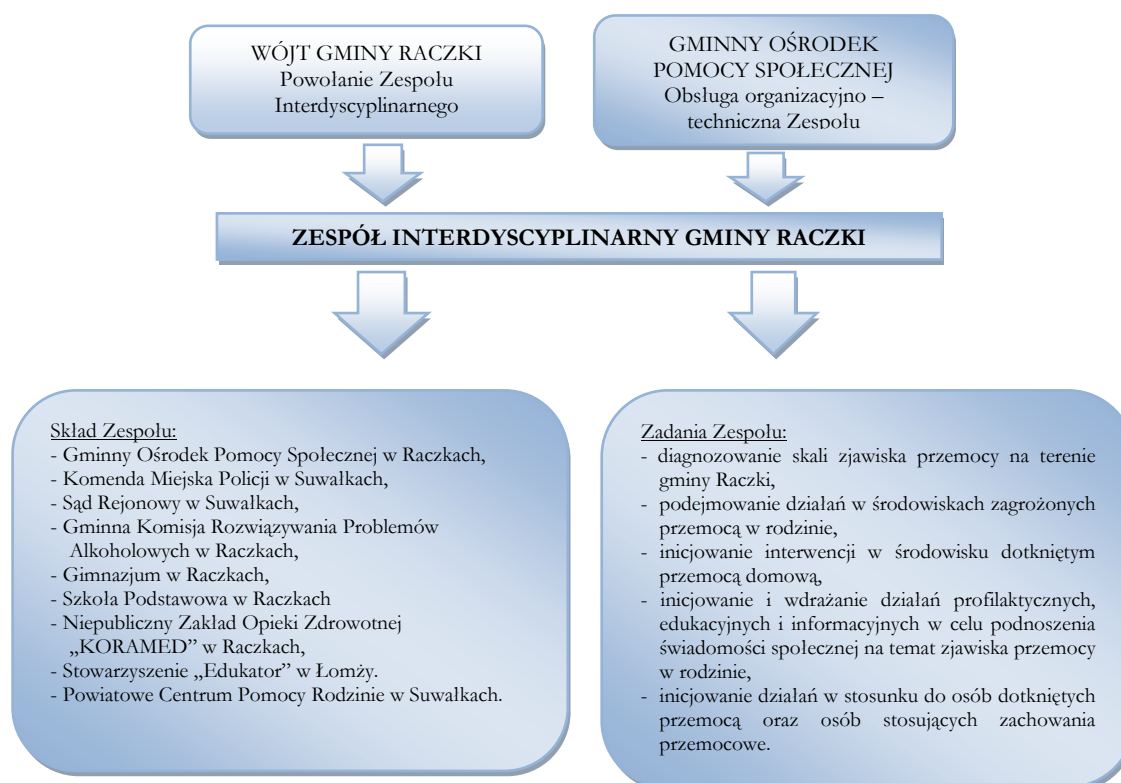 WÓJT GMINY RACZKI
Powołanie Zespołu
Interdyscyplinarnego
GMINNY OŚRODEK
POMOCY SPOŁECZNEJ
Obsługa organizacyjno –
techniczna Zespołu
ZESPÓŁ INTERDYSCYPLINARNY GMINY RACZKI
Skład Zespołu:
- Gminny Ośrodek Pomocy Społecznej w Raczkach,
- Komenda Miejska Policji w Suwałkach,
- Sąd Rejonowy w Suwałkach,
- Gminna Komisja Rozwiązywania Problemów
Alkoholowych w Raczkach,
- Gimnazjum w Raczkach,
- Szkoła Podstawowa w Raczkach
- Niepubliczny Zakład Opieki Zdrowotnej
„KORAMED” w Raczkach,
- Stowarzyszenie „Edukator” w Łomży.
- Powiatowe Centrum Pomocy Rodzinie w Suwałkach.
Zadania Zespołu:
- diagnozowanie skali zjawiska przemocy na terenie
gminy Raczki,
- podejmowanie działań w środowiskach zagrożonych
przemocą w rodzinie,
- inicjowanie interwencji w środowisku dotkniętym
przemocą domową,
- inicjowanie i wdrażanie działań profilaktycznych,
edukacyjnych i informacyjnych w celu podnoszenia
świadomości społecznej na temat zjawiska przemocy
w rodzinie,
- inicjowanie działań w stosunku do osób dotkniętych
przemocą oraz osób stosujących zachowania
przemocowe.